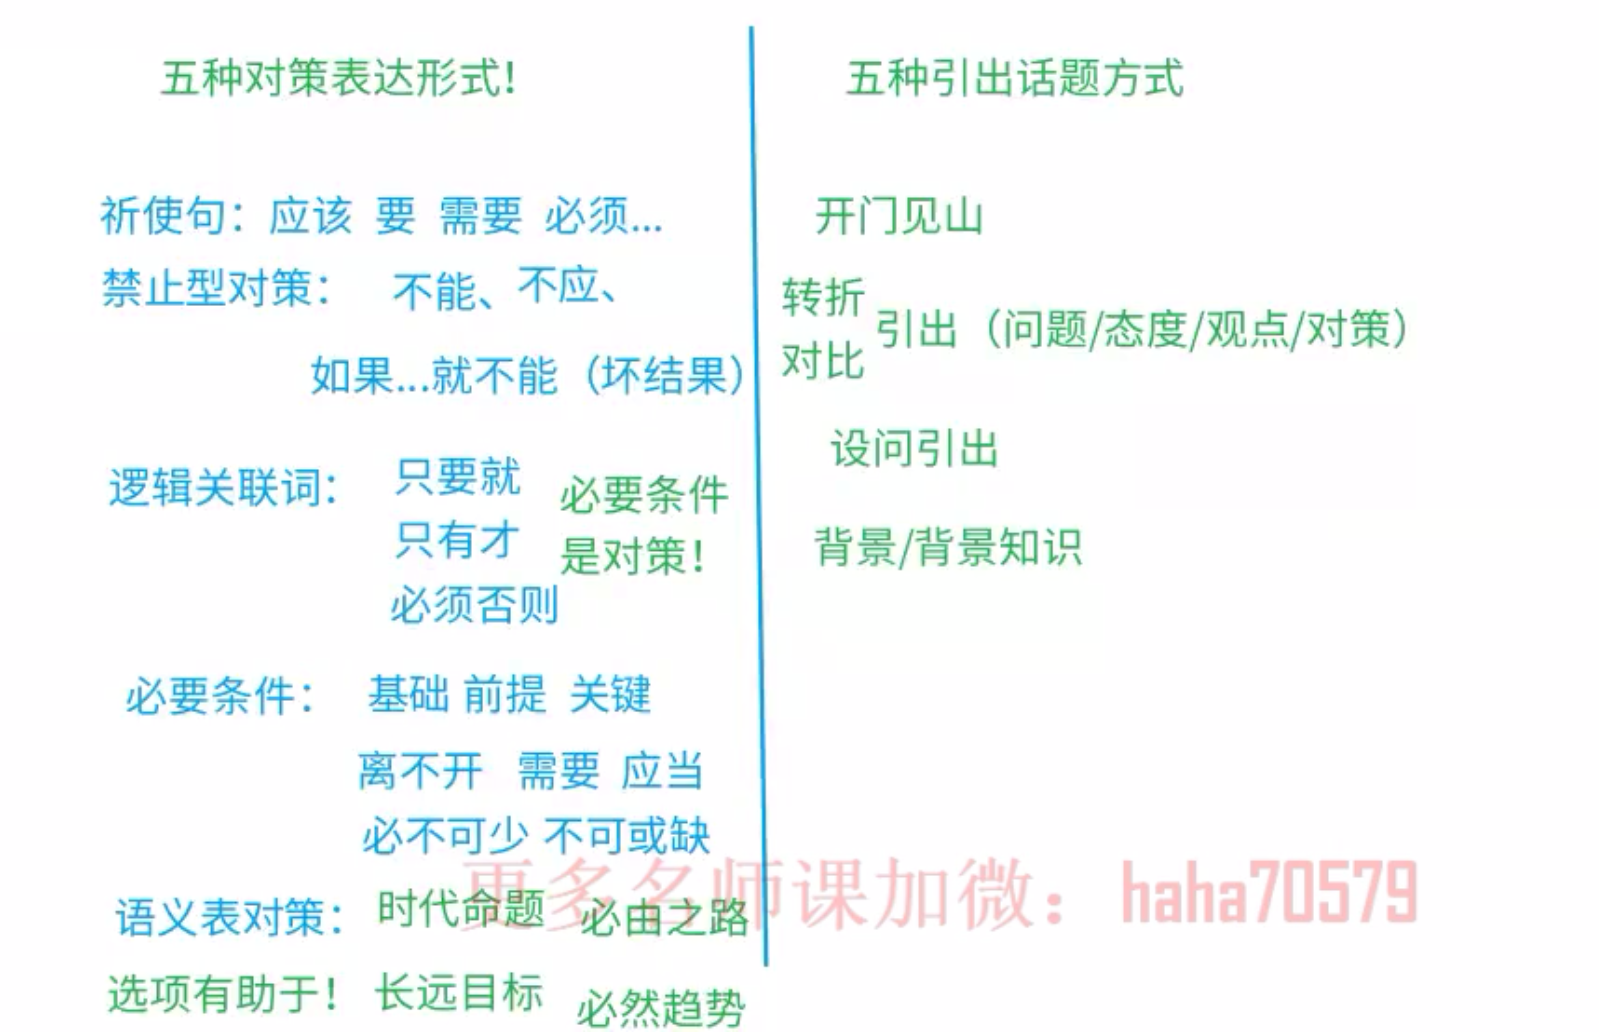 五种对策表达形式！
祈使句：应该 要 需要 必须...
禁止型对策： 不能、不应、
如果...就不能（坏结果）
逻辑关联词： 只要就
只有才
必须否则
必要条件
是对策！
必要条件： 基础 前提 关键
离不开 需要 应当
必不可少 不可或缺
语义表对策： 时代命题 必由之路
选项有助于！ 长远目标 必然趋势
五种引出话题方式
开门见山
转折
对比
引出（问题/态度/观点/对策）
设问引出
背景/背景知识
更多名师课加微：haha70579